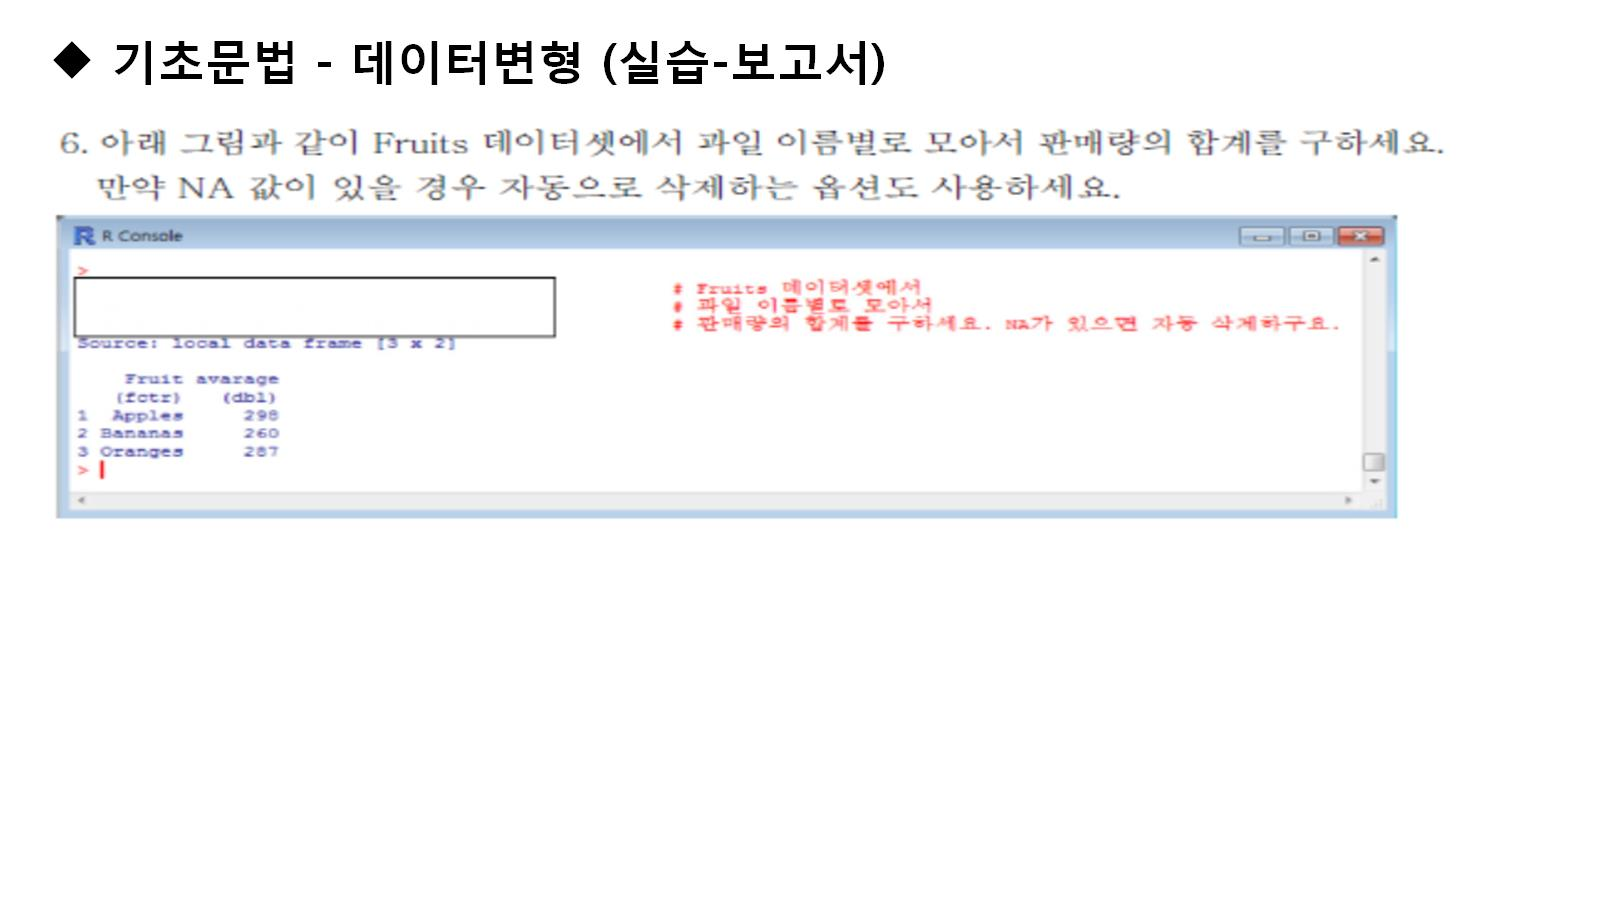 ◆ 기초문법 - 데이터변형 (실습-보고서)
6. 아래 그림과 같이 Fruits 데이터셋에서 과일 이름별로 모아서 판매량의 합계를 구하세요.
만약 NA 값이 있을 경우 자동으로 삭제하는 옵션도 사용하세요.
R Console
>
# Fruits 데이터셋에서
# 과일 이름별로 모아서
# 판매량의 합계를 구하세요. NA가 있으면 자동 삭제하구요.
Source: local data frame [3 x 2]
Fruit avarage
(fctr) (dbl)
1 Apples 298
2 Bananas 260
3 Oranges 287
>